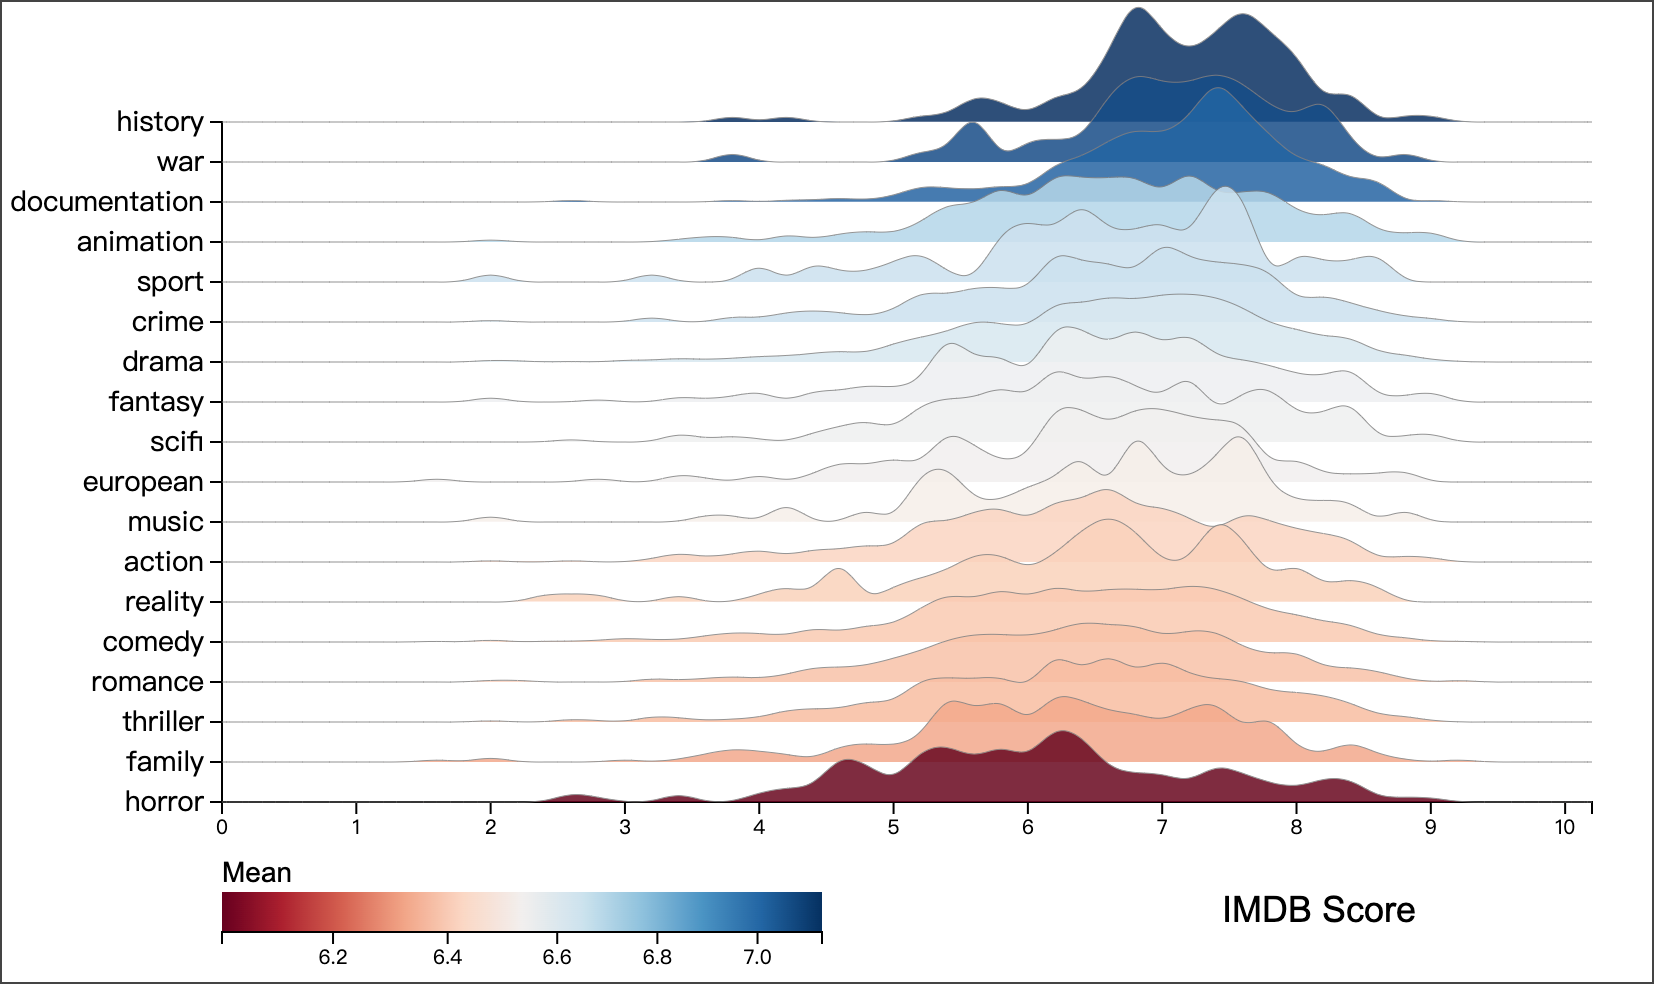 history
war
documentation
animation
sport
crime
drama
fantasy
scifi
european
music
action
reality
comedy
romance
thriller
family
horror
0 1 2 3 4 5 6 7 8 9 10
Mean
6.2 6.4 6.6 6.8 7.0
IMDB Score